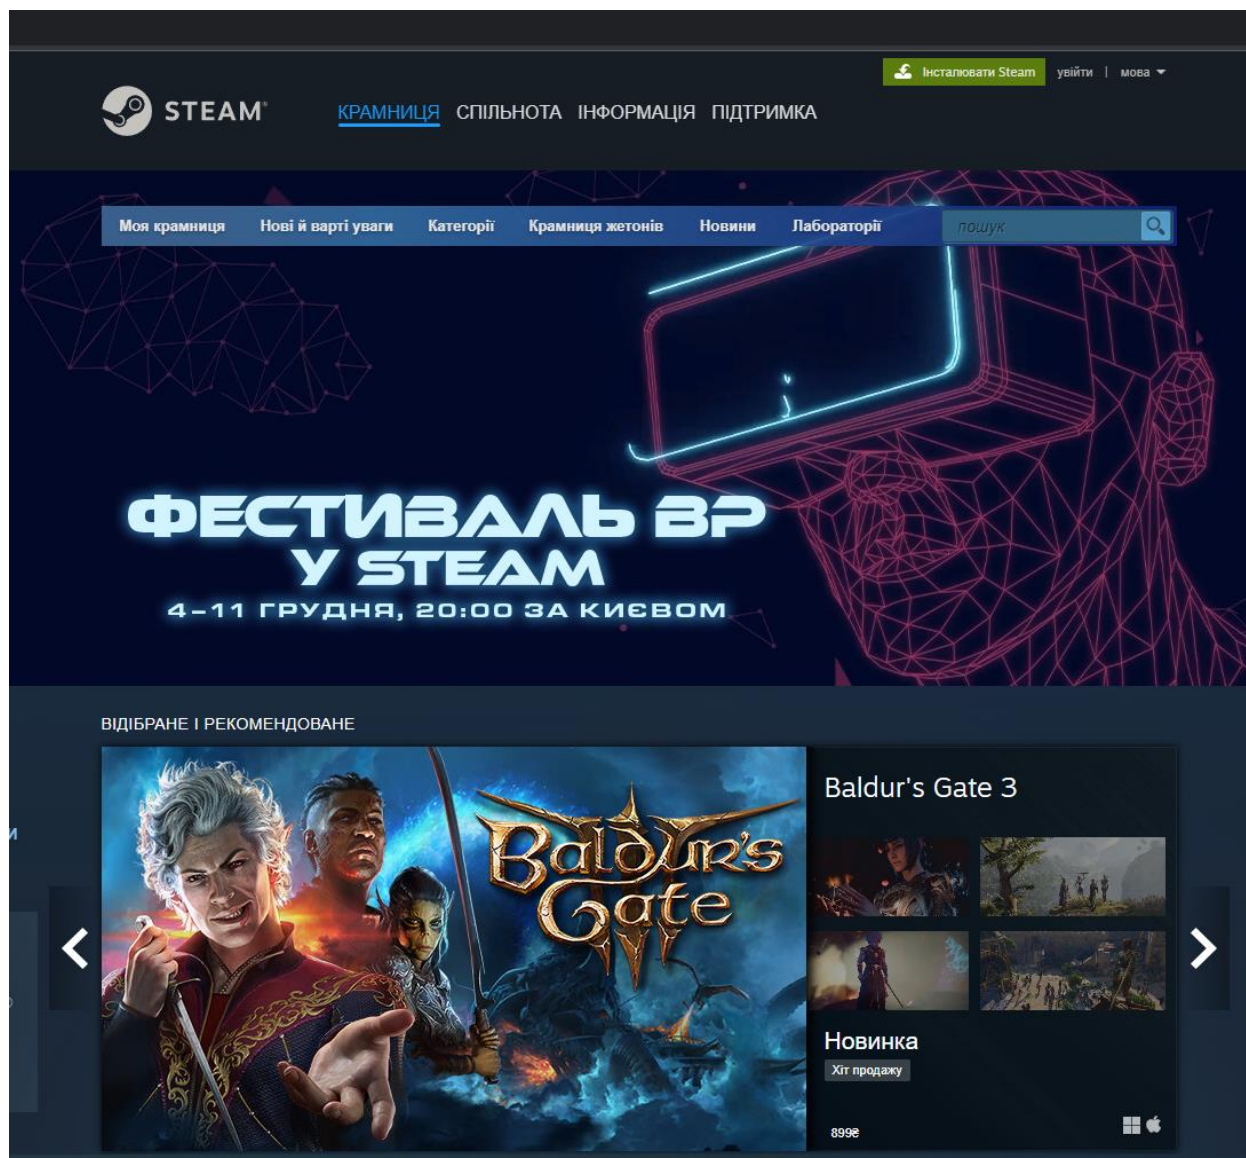 Інсталювати Steam увійти | мова
STEAM®
КРАМНИЦЯ СПІЛЬНОТА ІНФОРМАЦІЯ ПІДТРИМКА
Моя крамниця Нові й варті уваги Категорії Крамниця жетонів Новини Лабораторії пошук
ФЕСТИВАЛЬ ВР
У STEAM
4–11 ГРУДНЯ, 20:00 ЗА КИЄВОМ
ВІДІБРАНЕ І РЕКОМЕНДОВАНЕ
Baldur's
Gate
Baldur's Gate 3
Новинка
Хіт продажу
899₴